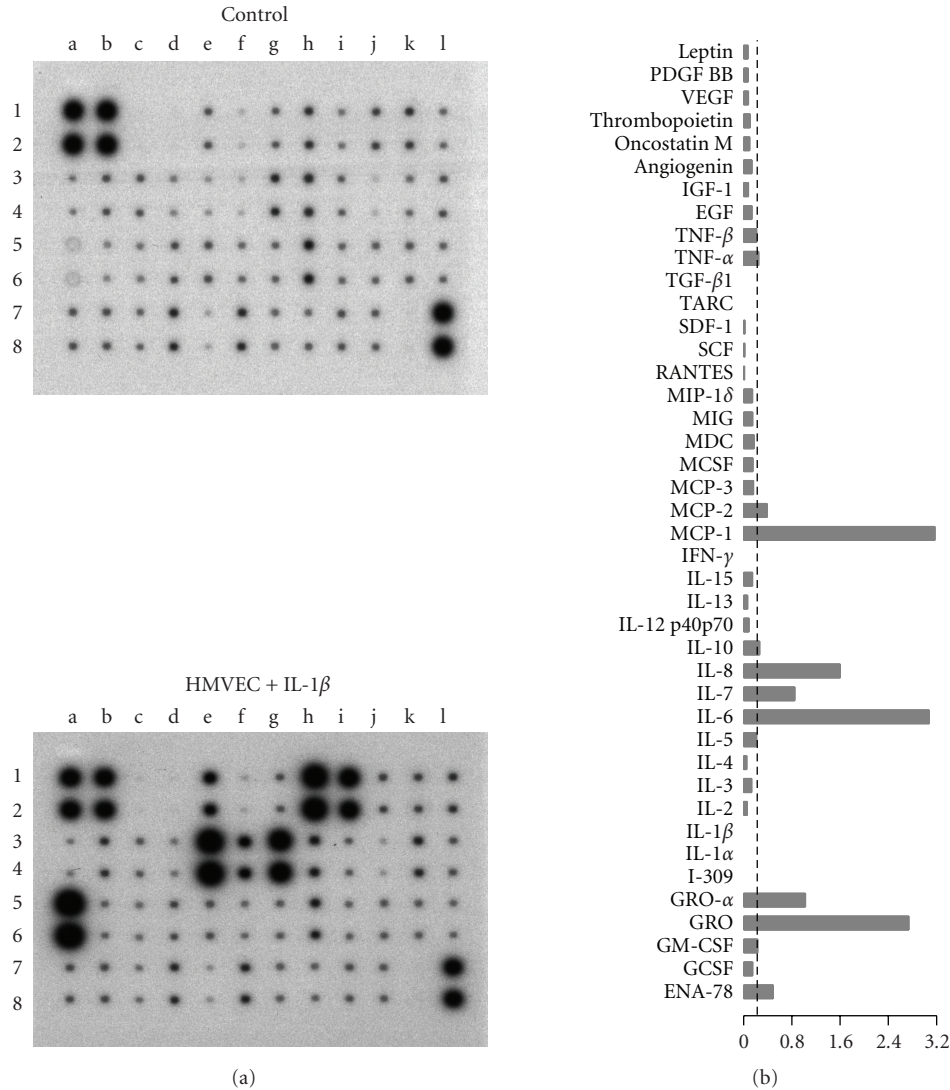 Control
a b c d e f g h i j k l
1
2
3
4
5
6
7
8
HMVEC + IL-1β
a b c d e f g h i j k l
1
2
3
4
5
6
7
8
(a)
Leptin
PDGF BB
VEGF
Thrombopoietin
Oncostatin M
Angiogenin
IGF-1
EGF
TNF-β
TNF-α
TGF-β1
TARC
SDF-1
SCF
RANTES
MIP-1δ
MIG
MDC
MCSF
MCP-3
MCP-2
MCP-1
IFN-γ
IL-15
IL-13
IL-12 p40p70
IL-10
IL-8
IL-7
IL-6
IL-5
IL-4
IL-3
IL-2
IL-1β
IL-1α
I-309
GRO-α
GRO
GM-CSF
GCSF
ENA-78
0 0.8 1.6 2.4 3.2
(b)